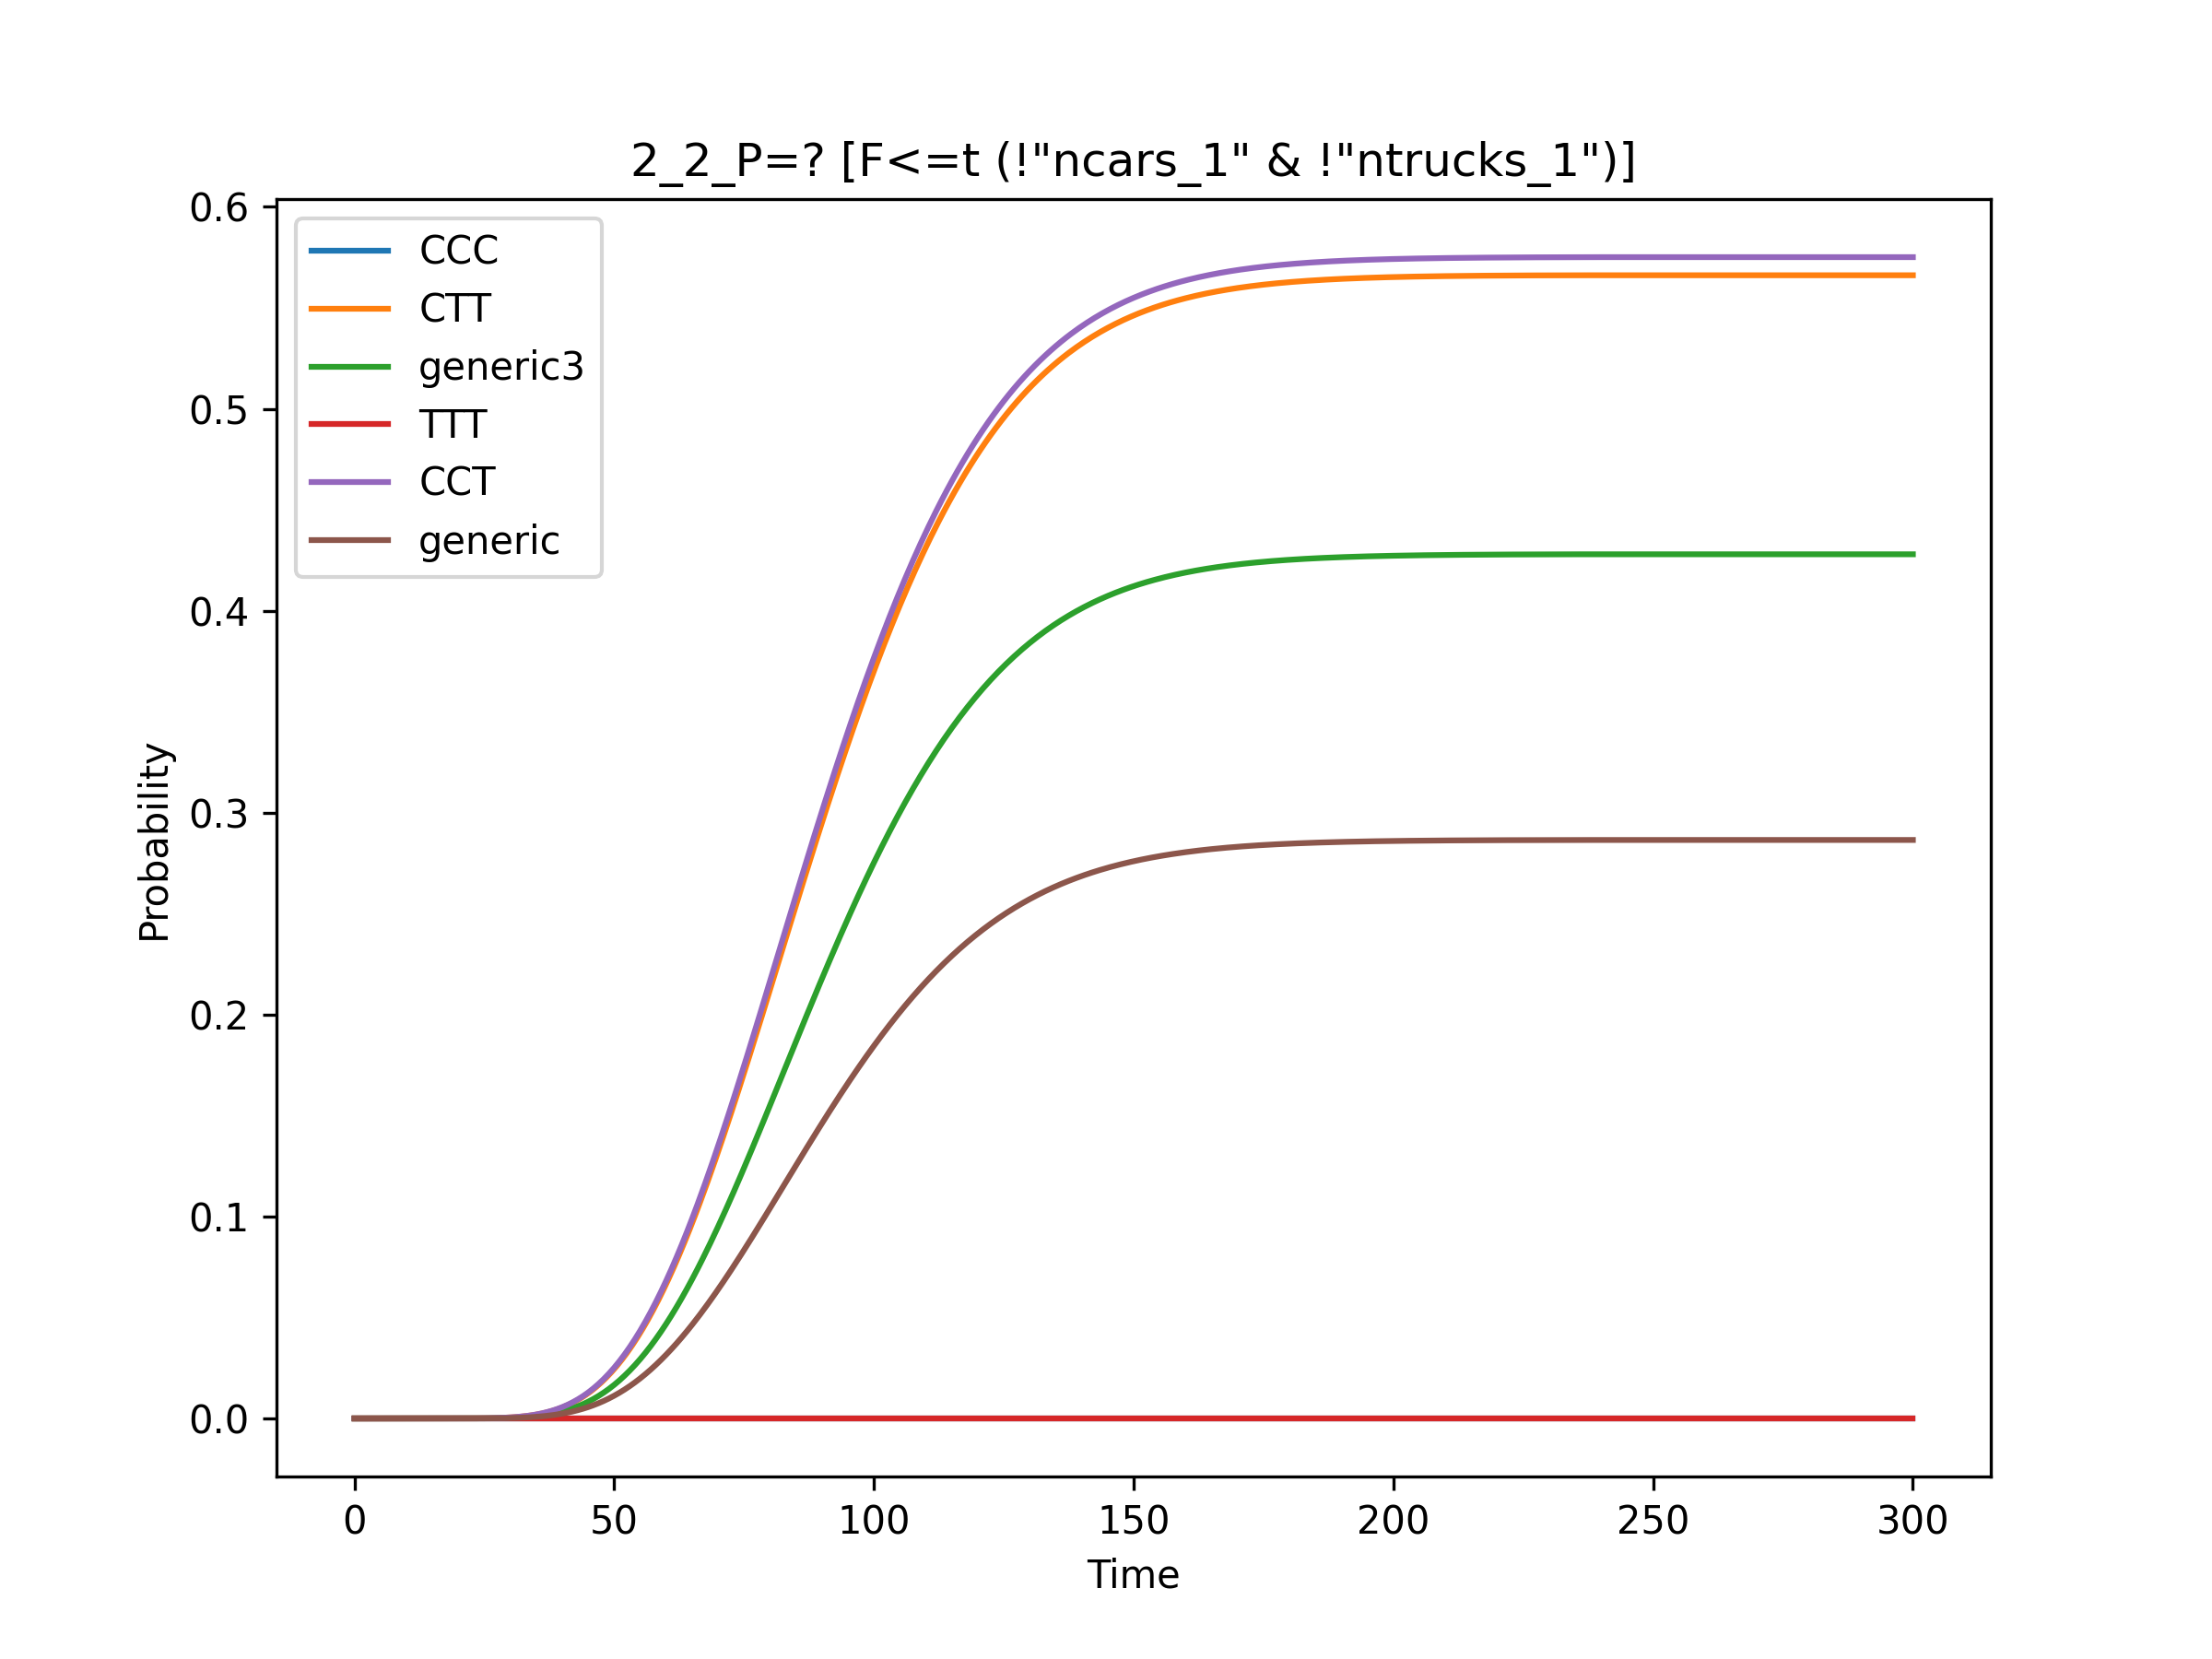 2_2_P=? [F<=t (!"ncars_1" & !"ntrucks_1")]
0.6
0.5
0.4
0.3
0.2
0.1
0.0
Probability
CCC
CTT
generic3
TTT
CCT
generic
0 50 100 150 200 250 300
Time